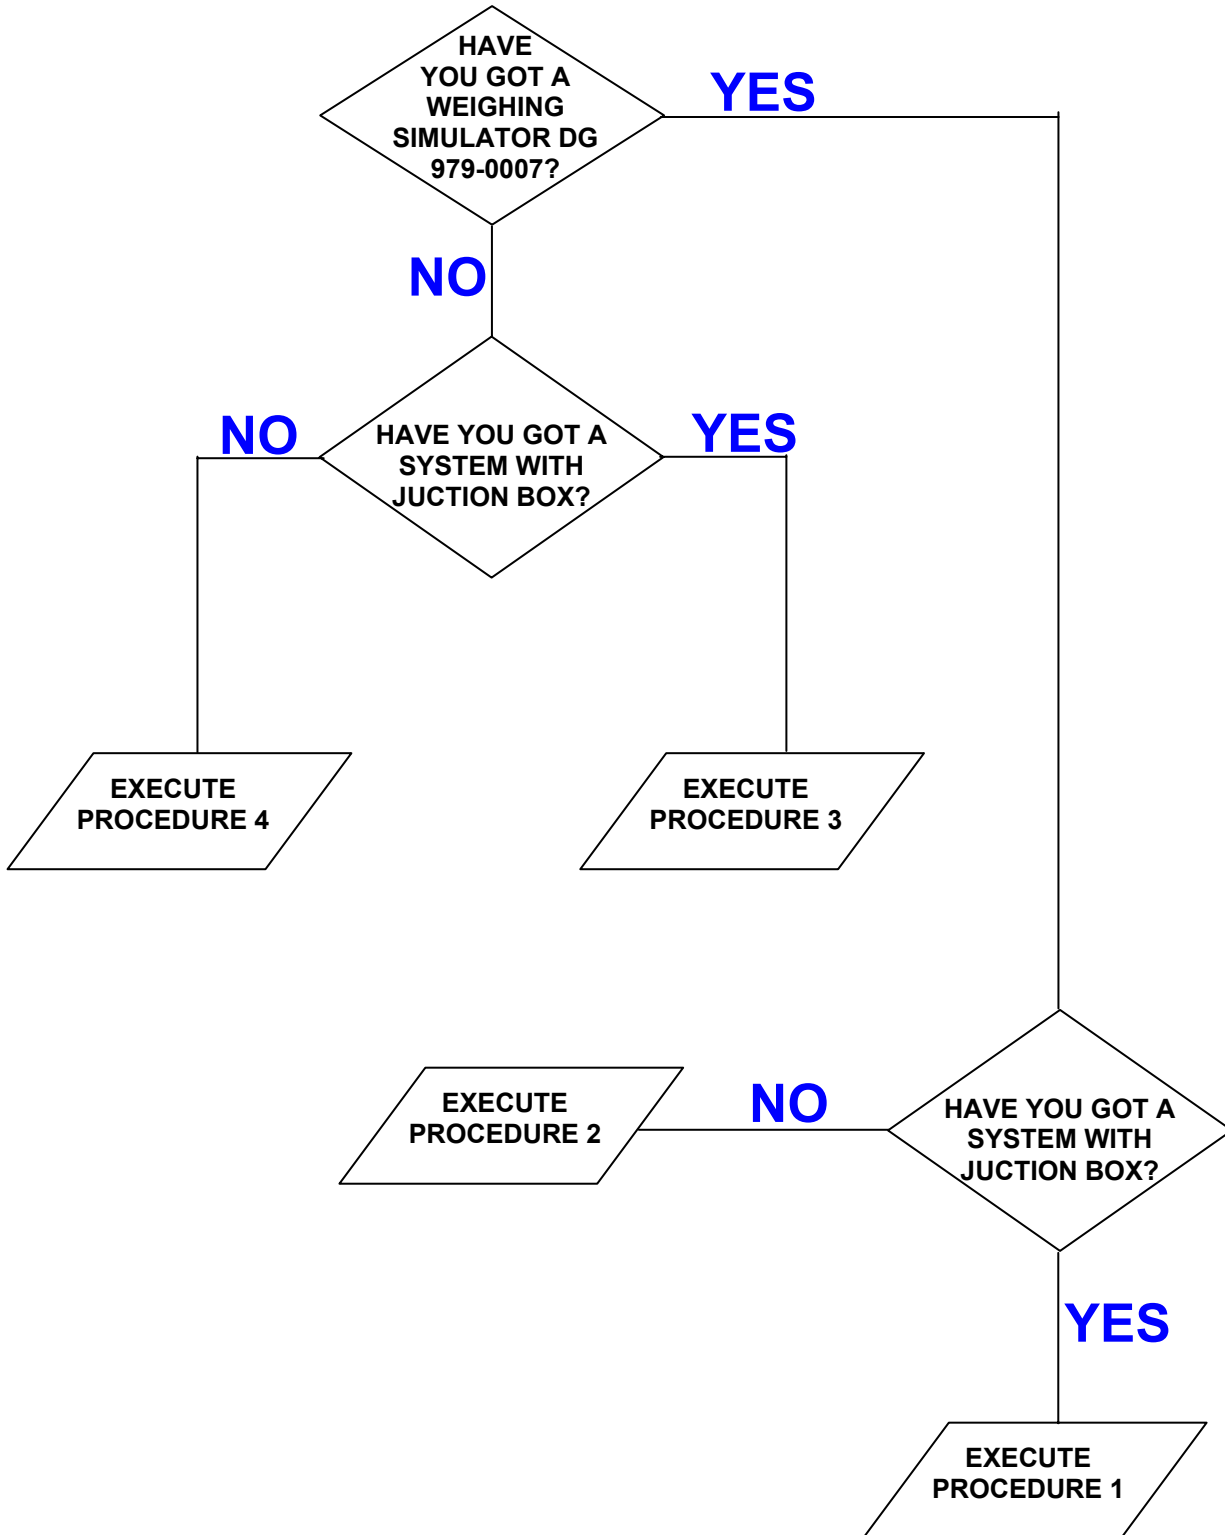 HAVE
YOU GOT A
WEIGHING
SIMULATOR DG
979-0007?
YES
NO
NO
HAVE YOU GOT A
SYSTEM WITH
JUCTION BOX?
YES
EXECUTE
PROCEDURE 4
EXECUTE
PROCEDURE 3
EXECUTE
PROCEDURE 2
NO
HAVE YOU GOT A
SYSTEM WITH
JUCTION BOX?
YES
EXECUTE
PROCEDURE 1